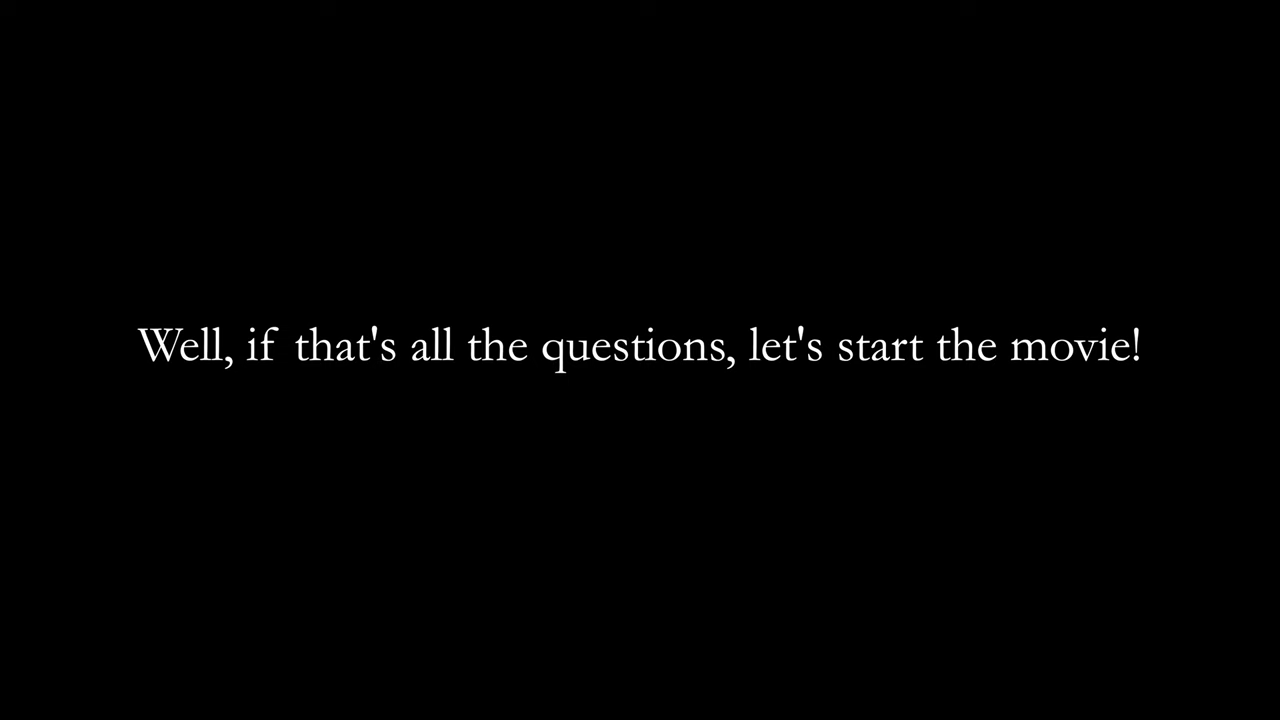 Well, if that's all the questions, let's start the movie!